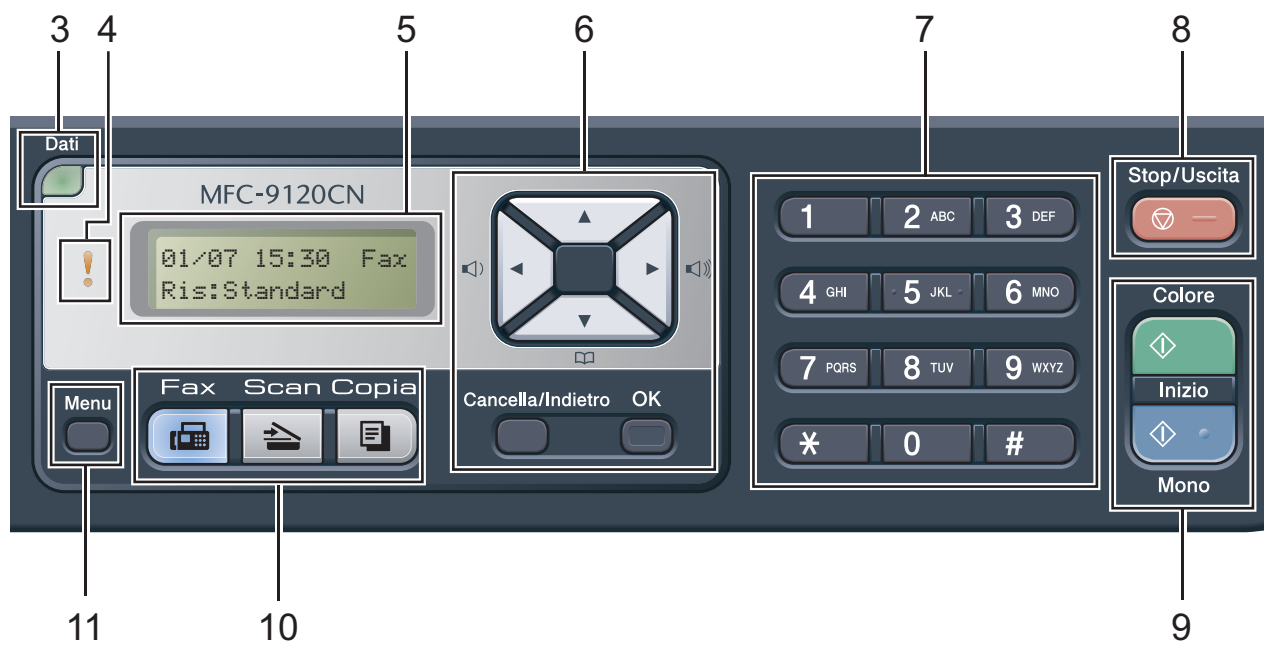 3 4 5 6 7 8
Dati
MFC-9120CN
01/07 15:30 Fax
Ris:Standard
Fax Scan Copia
Menu
Cancella/Indietro OK
1 2 ABC 3 DEF
4 GHI 5 JKL 6 MNO
7 PQRS 8 TUV 9 WXYZ
* 0 #
Stop/Uscita
Colore
Inizio
Mono
11 10 9